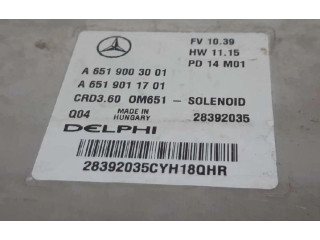 FV 10.39
HW 11.15
PD 14 M01
A 651 900 30 01
A 651 901 17 01
CRD3.60 OM651 - SOLENOID
Q04 MADE IN HUNGARY 28392035
DELPHI
28392035CYH18QHR